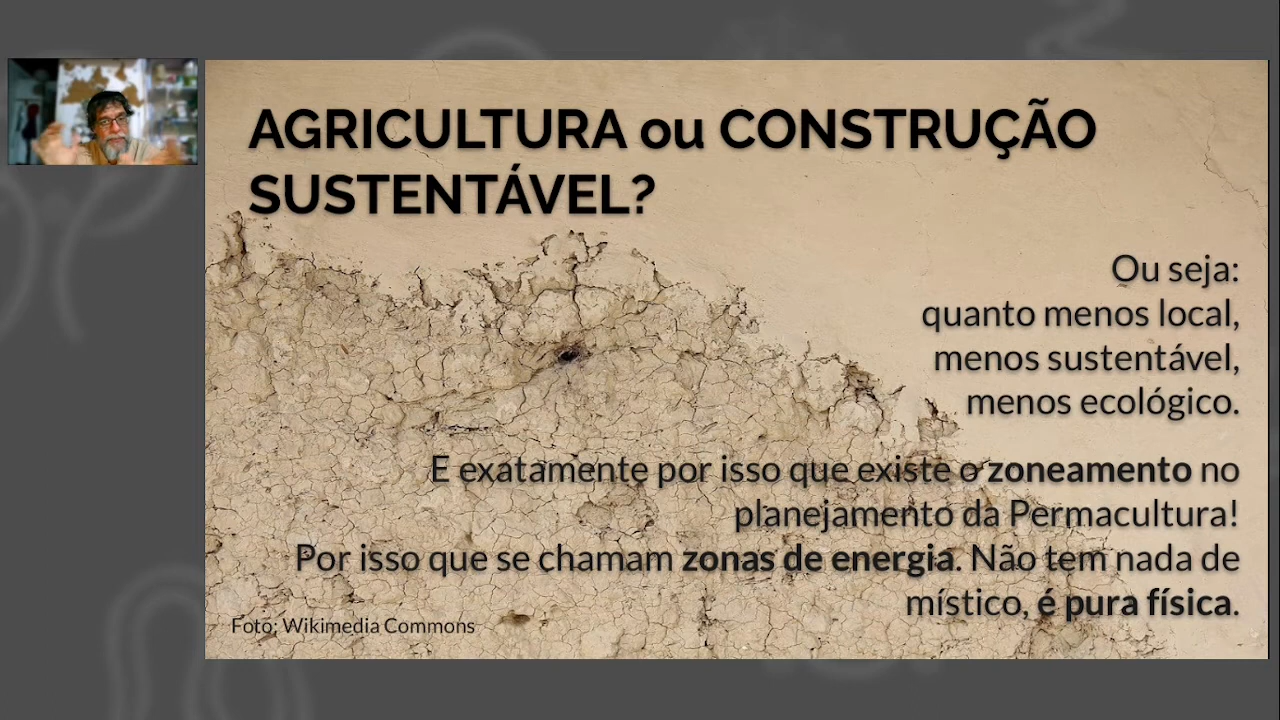 AGRICULTURA ou CONSTRUÇÃO
SUSTENTÁVEL?
Ou seja:
quanto menos local,
menos sustentável,
menos ecológico.
E exatamente por isso que existe o zoneamento no
planejamento da Permacultura!
Por isso que se chamam zonas de energia. Não tem nada de
místico, é pura física.
Foto: Wikimedia Commons